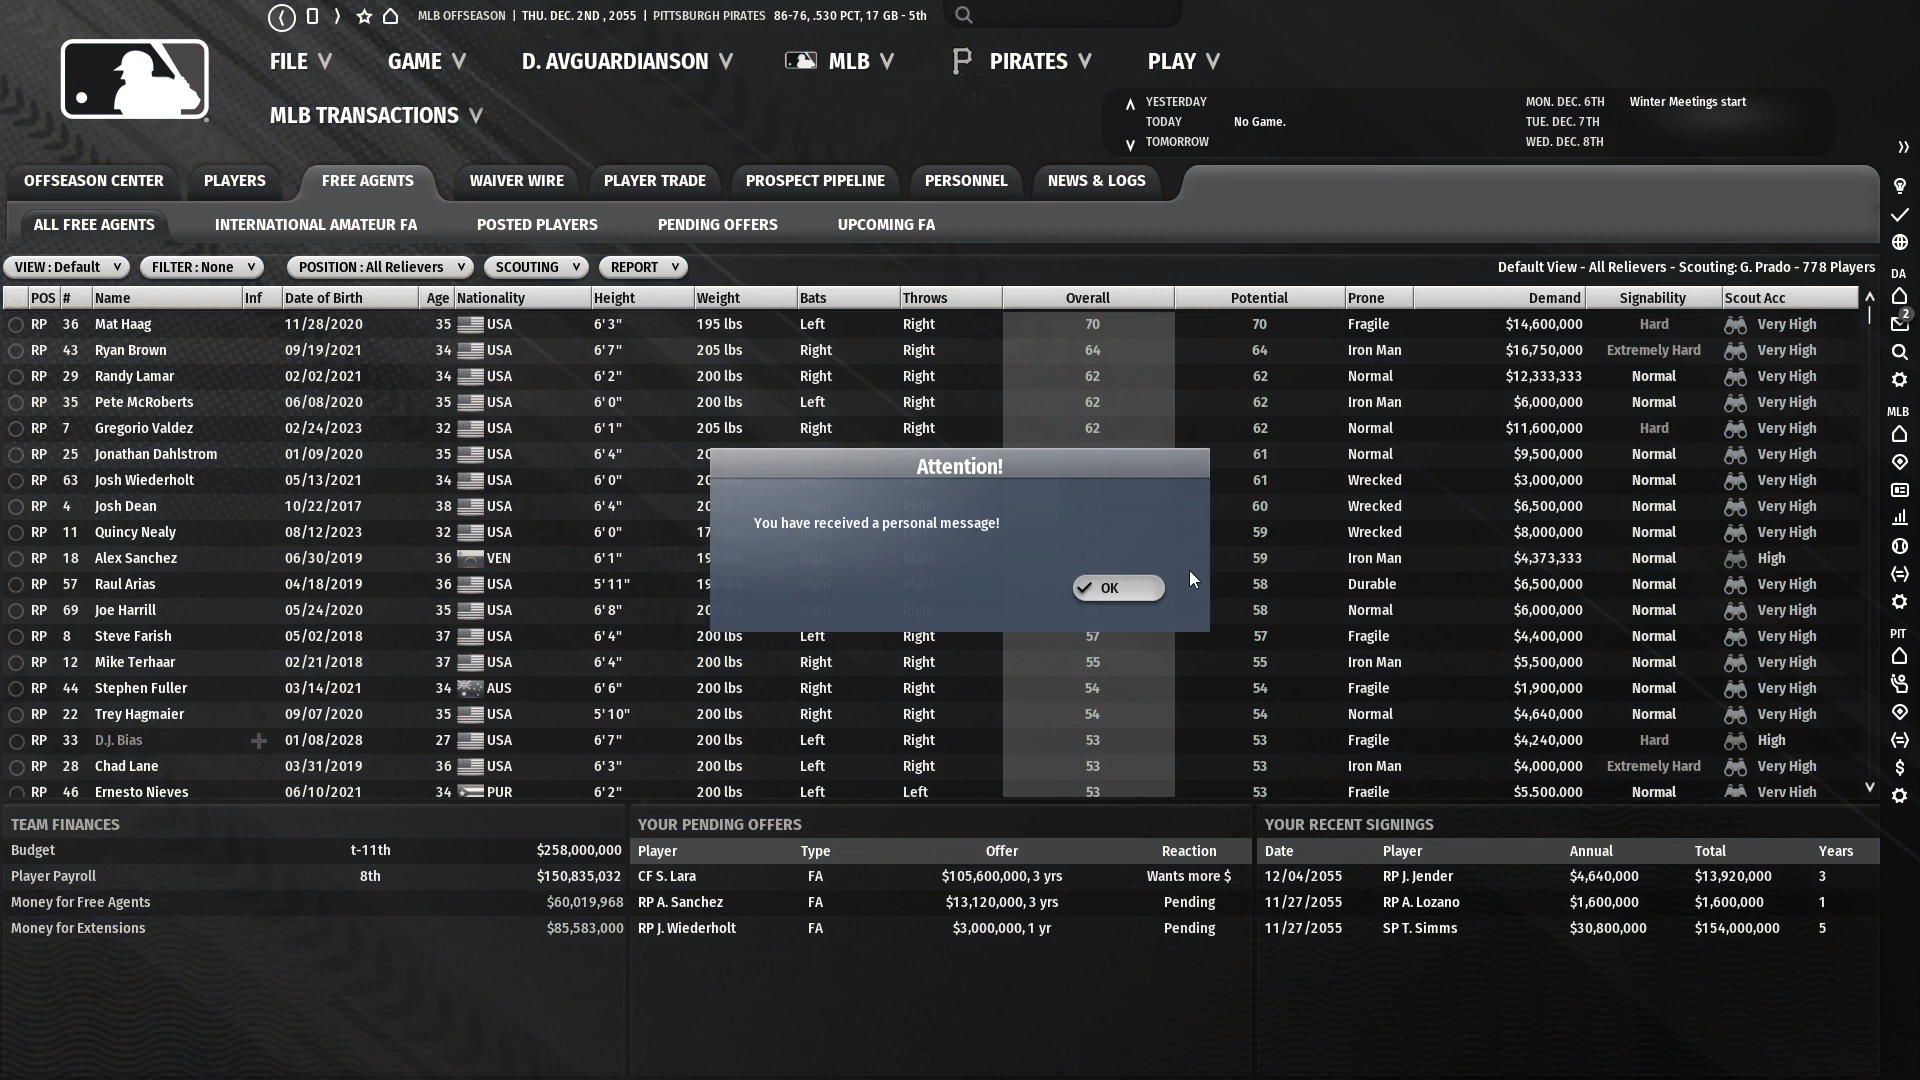 MLB OFFSEASON | THU. DEC. 2ND , 2055 | PITTSBURGH PIRATES 86-76, .530 PCT, 17 GB - 5th
FILE GAME D. AVGUARDIANSON MLB PIRATES PLAY
MLB TRANSACTIONS
YESTERDAY MON. DEC. 6TH Winter Meetings start
TODAY No Game. TUE. DEC. 7TH
TOMORROW WED. DEC. 8TH
OFFSEASON CENTER PLAYERS FREE AGENTS WAIVER WIRE PLAYER TRADE PROSPECT PIPELINE PERSONNEL NEWS & LOGS
ALL FREE AGENTS INTERNATIONAL AMATEUR FA POSTED PLAYERS PENDING OFFERS UPCOMING FA
VIEW : Default FILTER : None POSITION : All Relievers SCOUTING REPORT Default View - All Relievers - Scouting: G. Prado - 778 Players
POS # Name Inf Date of Birth Age Nationality Height Weight Bats Throws Overall Potential Prone Demand Signability Scout Acc
RP 36 Mat Haag 11/28/2020 35 USA 6' 3" 195 lbs Left Right 70 70 Fragile $14,600,000 Hard Very High
RP 43 Ryan Brown 09/19/2021 34 USA 6' 7" 205 lbs Right Right 64 64 Iron Man $16,750,000 Extremely Hard Very High
RP 29 Randy Lamar 02/02/2021 34 USA 6' 2" 200 lbs Right Right 62 62 Normal $12,333,333 Normal Very High
RP 35 Pete McRoberts 06/08/2020 35 USA 6' 0" 200 lbs Left Right 62 62 Iron Man $6,000,000 Normal Very High
RP 7 Gregorio Valdez 02/24/2023 32 USA 6' 1" 205 lbs Right Right 62 62 Normal $11,600,000 Hard Very High
RP 25 Jonathan Dahlstrom 01/09/2020 35 USA 6' 4" 61 Normal $9,500,000 Normal Very High
RP 63 Josh Wiederholt 05/13/2021 34 USA 6' 0" 61 Wrecked $3,000,000 Normal Very High
RP 4 Josh Dean 10/22/2017 38 USA 6' 4" 60 Wrecked $6,500,000 Normal Very High
RP 11 Quincy Nealy 08/12/2023 32 USA 6' 0" 59 Wrecked $8,000,000 Normal Very High
RP 18 Alex Sanchez 06/30/2019 36 VEN 6' 1" 59 Iron Man $4,373,333 Normal High
RP 57 Raul Arias 04/18/2019 36 USA 5' 11" 58 Durable $6,500,000 Normal Very High
RP 69 Joe Harrill 05/24/2020 35 USA 6' 8" 58 Normal $6,000,000 Normal Very High
RP 8 Steve Farish 05/02/2018 37 USA 6' 4" 200 lbs Left Right 57 57 Fragile $4,400,000 Normal Very High
RP 12 Mike Terhaar 02/21/2018 37 USA 6' 4" 200 lbs Right Right 55 55 Iron Man $5,500,000 Normal Very High
RP 44 Stephen Fuller 03/14/2021 34 AUS 6' 6" 200 lbs Right Right 54 54 Fragile $1,900,000 Normal Very High
RP 22 Trey Hagmaier 09/07/2020 35 USA 5' 10" 200 lbs Right Right 54 54 Normal $4,640,000 Normal Very High
RP 33 D.J. Bias 01/08/2028 27 USA 6' 7" 200 lbs Left Right 53 53 Fragile $4,240,000 Hard High
RP 28 Chad Lane 03/31/2019 36 USA 6' 3" 200 lbs Left Right 53 53 Iron Man $4,000,000 Extremely Hard Very High
RP 46 Ernesto Nieves 06/10/2021 34 PUR 6' 2" 200 lbs Left Left 53 53 Fragile $5,500,000 Normal Very High
Attention!
You have received a personal message!
OK
TEAM FINANCES
Budget t-11th $258,000,000
Player Payroll 8th $150,835,032
Money for Free Agents $60,019,968
Money for Extensions $85,583,000
YOUR PENDING OFFERS
Player Type Offer Reaction
CF S. Lara FA $105,600,000, 3 yrs Wants more $
RP A. Sanchez FA $13,120,000, 3 yrs Pending
RP J. Wiederholt FA $3,000,000, 1 yr Pending
YOUR RECENT SIGNINGS
Date Player Annual Total Years
12/04/2055 RP J. Jender $4,640,000 $13,920,000 3
11/27/2055 RP A. Lozano $1,600,000 $1,600,000 1
11/27/2055 SP T. Simms $30,800,000 $154,000,000 5
DA
2
MLB
PIT